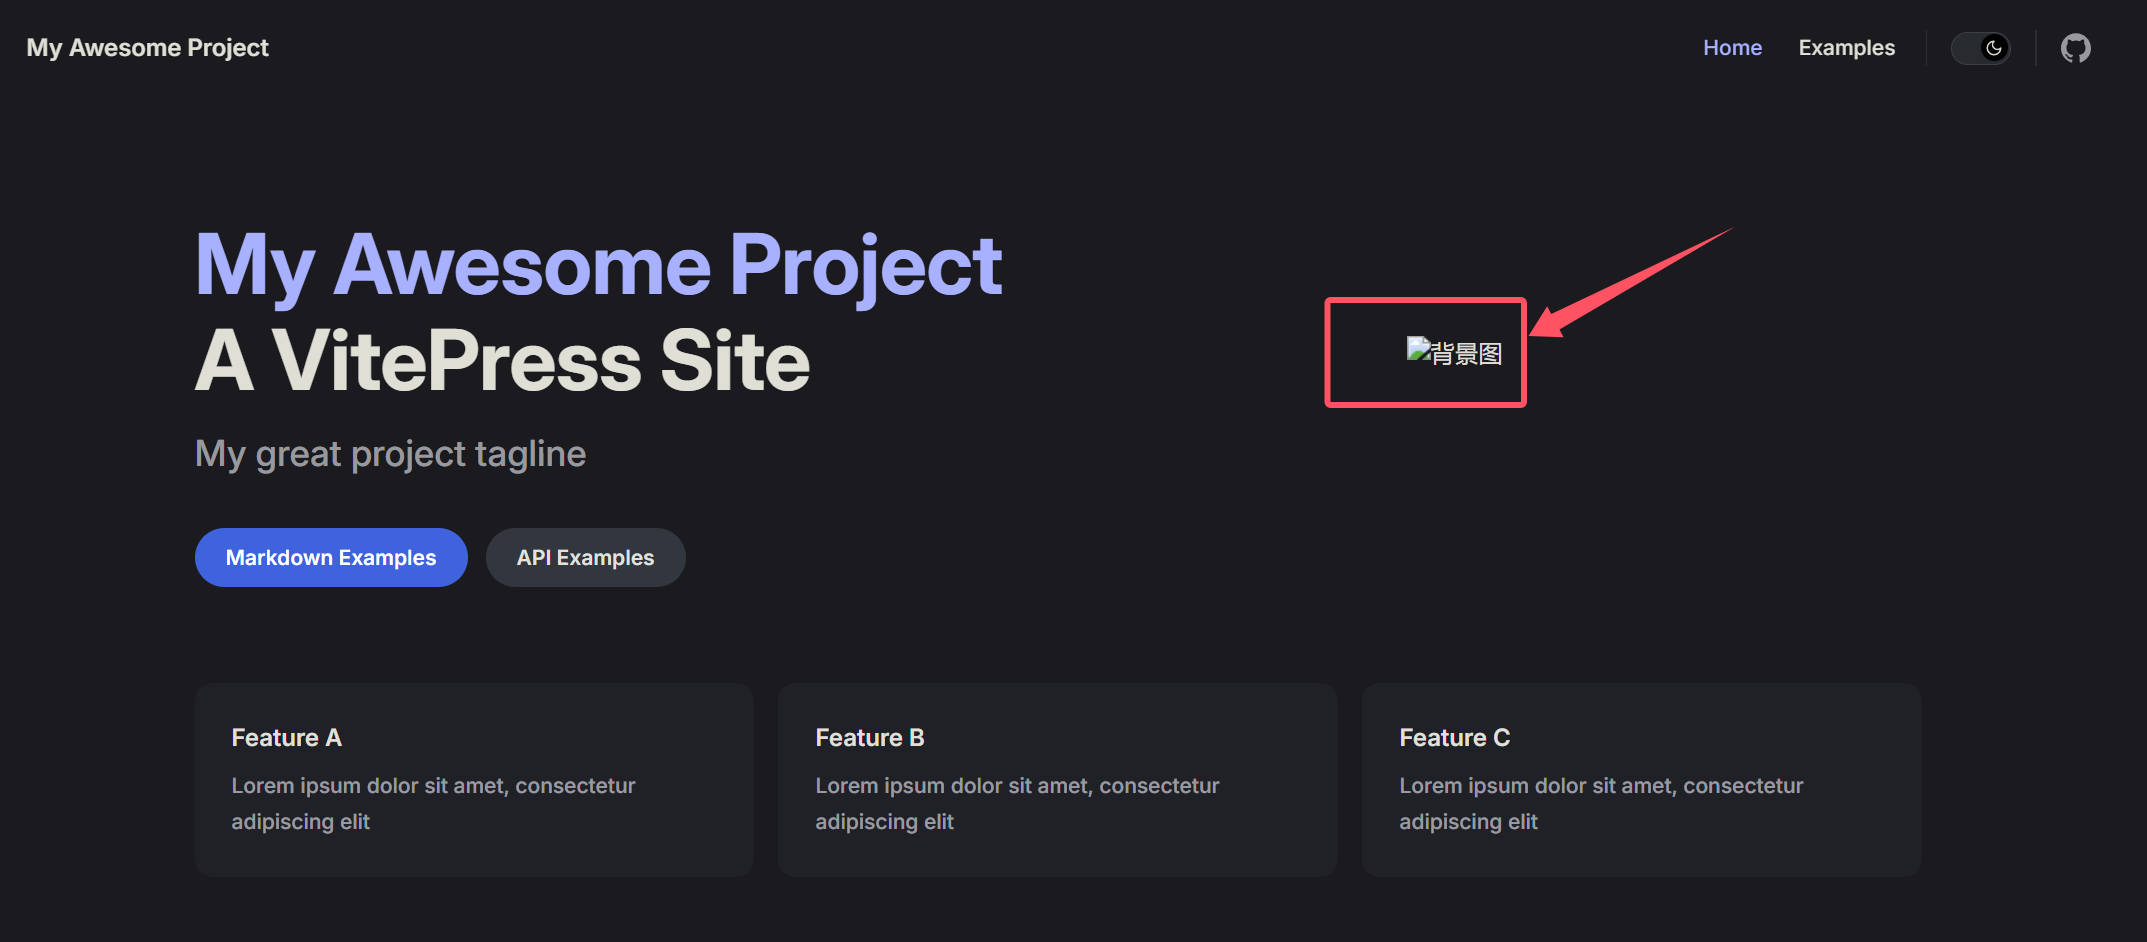 My Awesome Project
Home
Examples
My Awesome Project
A VitePress Site
背景图
My great project tagline
Markdown Examples
API Examples
Feature A
Lorem ipsum dolor sit amet, consectetur
adipiscing elit
Feature B
Lorem ipsum dolor sit amet, consectetur
adipiscing elit
Feature C
Lorem ipsum dolor sit amet, consectetur
adipiscing elit